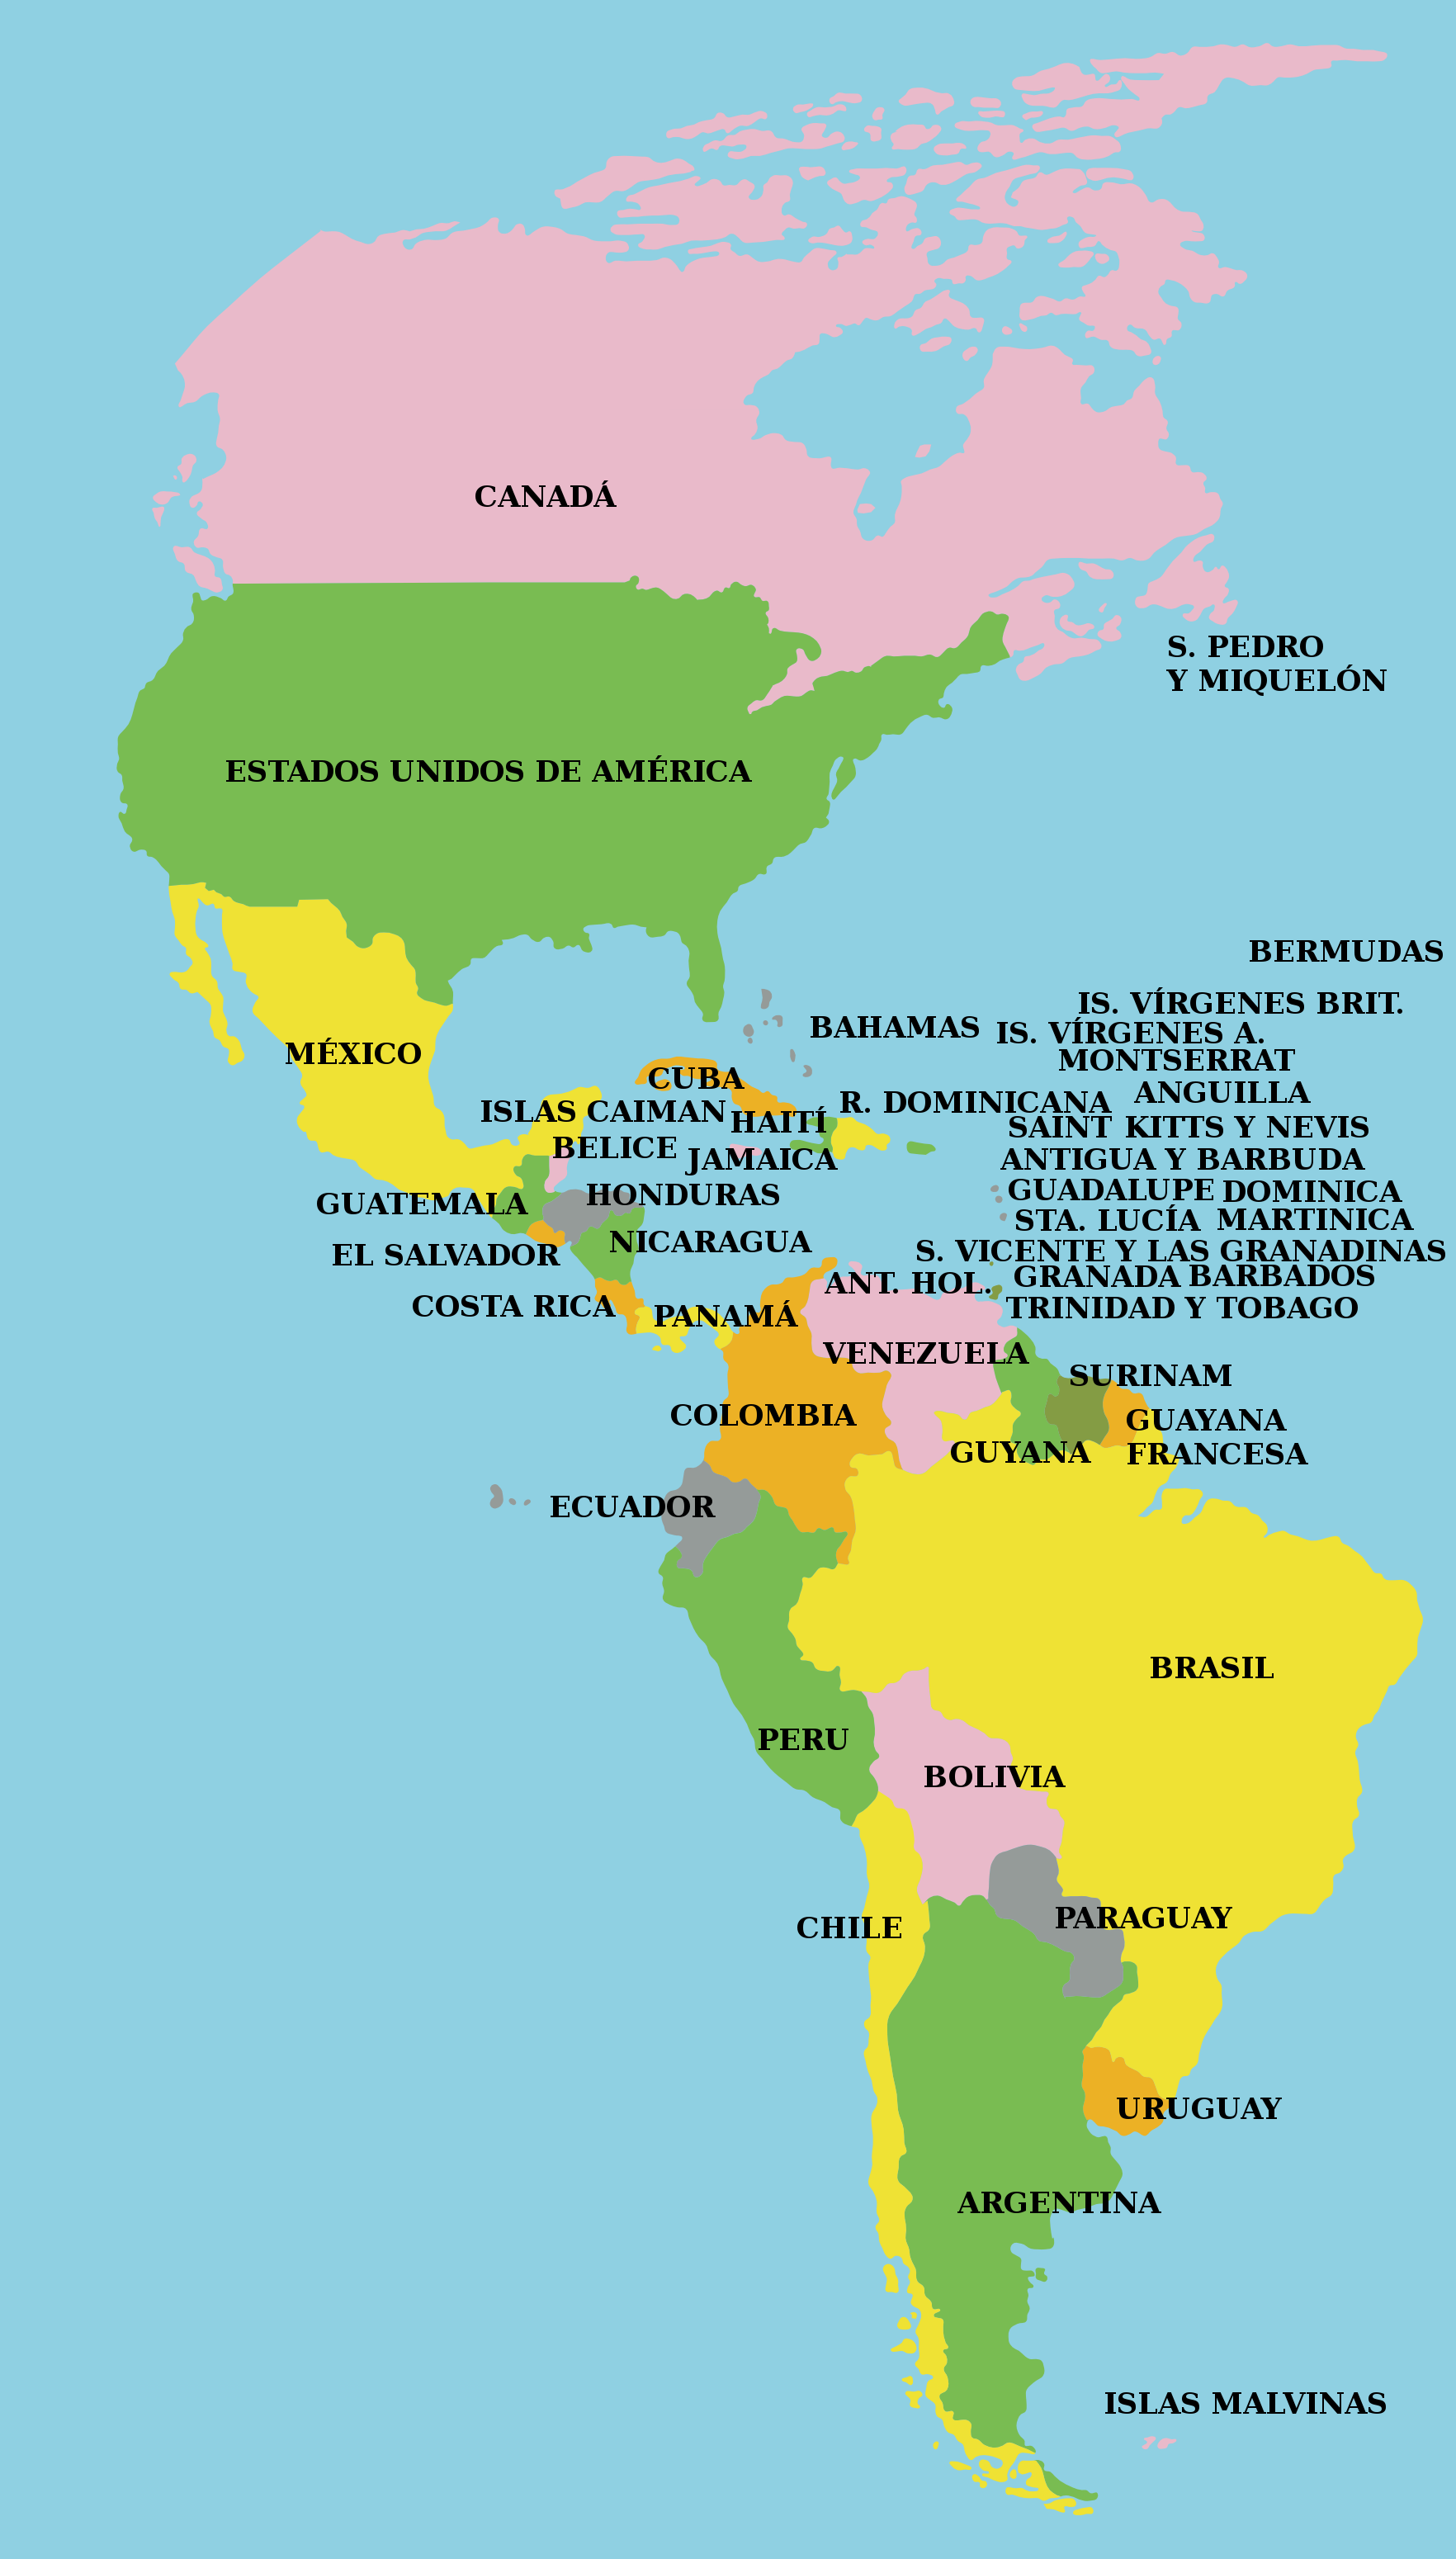 CANADÁ
S. PEDRO
Y MIQUELÓN
ESTADOS UNIDOS DE AMÉRICA
BERMUDAS
IS. VÍRGENES BRIT.
BAHAMAS
IS. VÍRGENES A.
MÉXICO
MONTSERRAT
CUBA
ANGUILLA
R. DOMINICANA
ISLAS CAIMAN
HAITÍ
SAINT KITTS Y NEVIS
BELICE
JAMAICA
ANTIGUA Y BARBUDA
GUADALUPE
DOMINICA
HONDURAS
GUATEMALA
STA. LUCÍA
MARTINICA
NICARAGUA
S. VICENTE Y LAS GRANADINAS
EL SALVADOR
ANT. HOL.
GRANADA
BARBADOS
COSTA RICA
TRINIDAD Y TOBAGO
PANAMÁ
VENEZUELA
SURINAM
COLOMBIA
GUAYANA
FRANCESA
GUYANA
ECUADOR
BRASIL
PERU
BOLIVIA
PARAGUAY
CHILE
URUGUAY
ARGENTINA
ISLAS MALVINAS